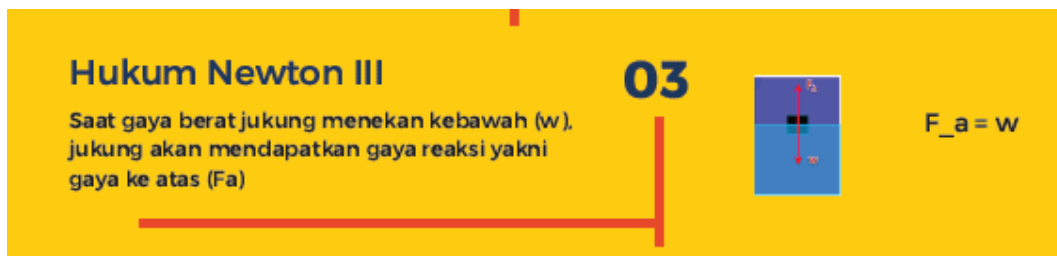 Hukum Newton III
03
Saat gaya berat jukung menekan kebawah (w),
jukung akan mendapatkan gaya reaksi yakni
gaya ke atas (Fa)
F_a = w